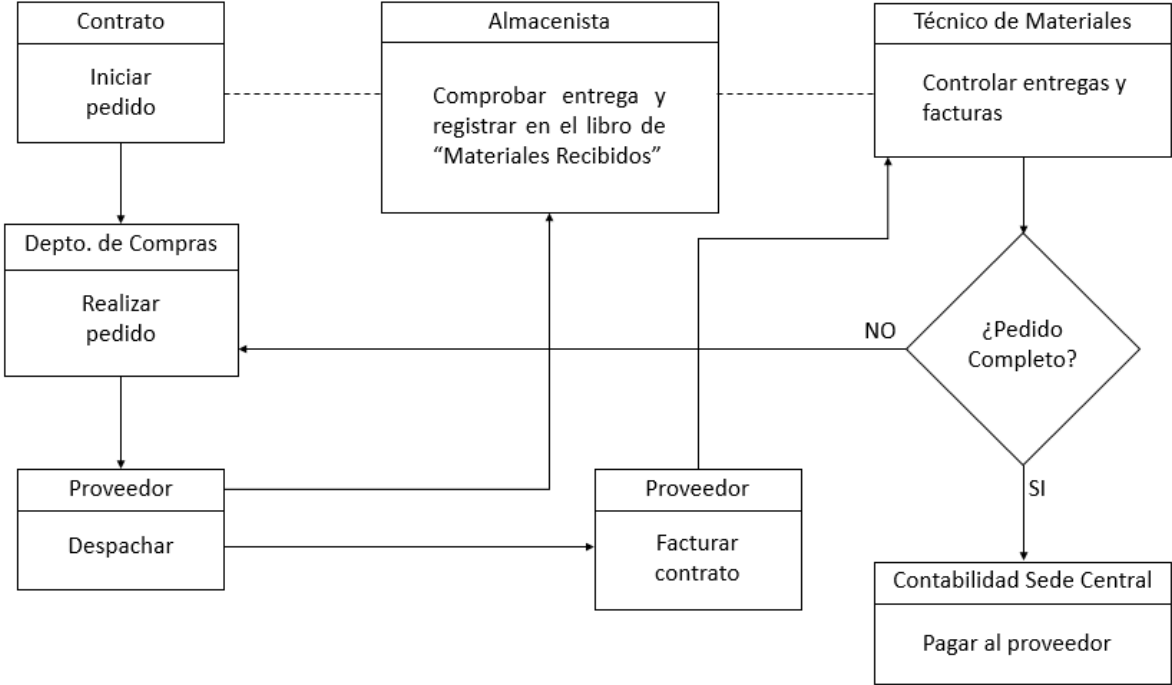 Contrato
Iniciar
pedido
Almacenista
Comprobar entrega y
registrar en el libro de
“Materiales Recibidos”
Técnico de Materiales
Controlar entregas y
facturas
Depto. de Compras
Realizar
pedido
NO
¿Pedido
Completo?
SI
Proveedor
Despachar
Proveedor
Facturar
contrato
Contabilidad Sede Central
Pagar al proveedor